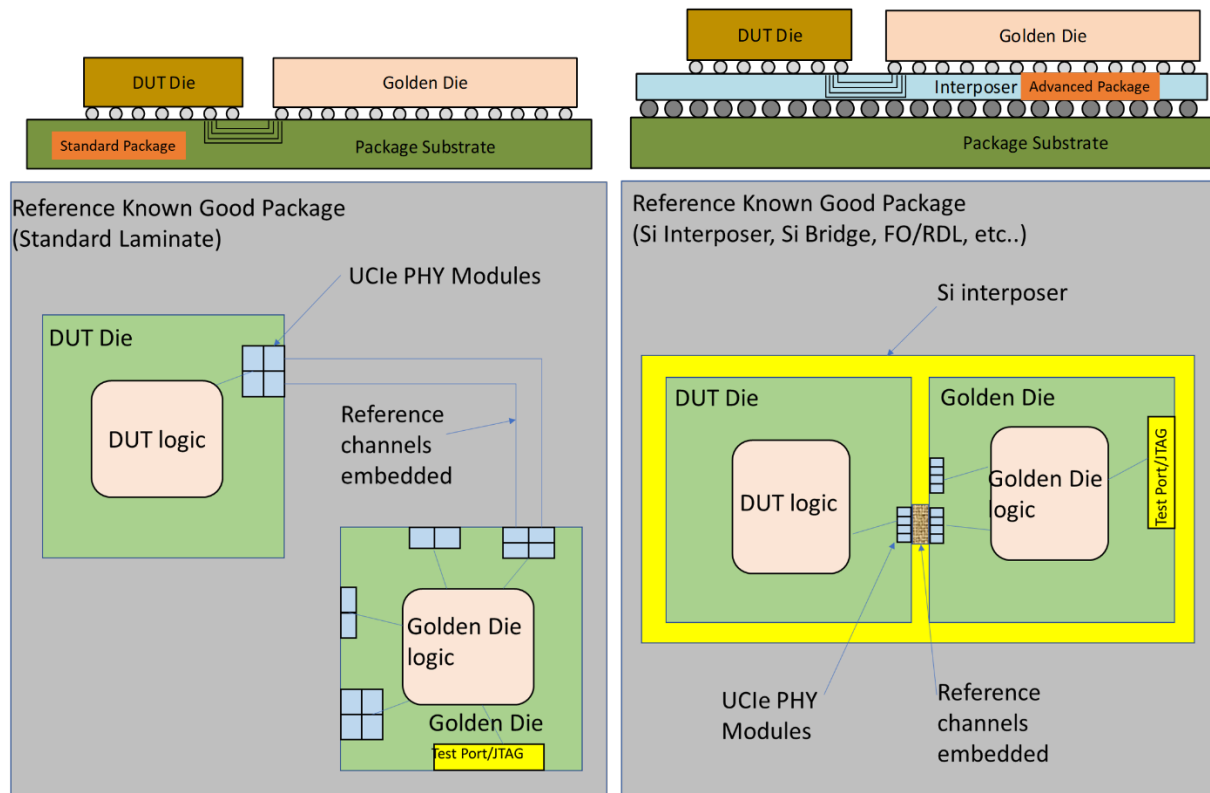 DUT Die
Golden Die
Standard Package
Package Substrate
DUT Die
Golden Die
Interposer
Advanced Package
Package Substrate
Reference Known Good Package
(Standard Laminate)
UCIe PHY Modules
DUT Die
DUT logic
Reference
channels
embedded
Golden Die
logic
Golden Die
Test Port/JTAG
Reference Known Good Package
(Si Interposer, Si Bridge, FO/RDL, etc..)
Si interposer
DUT Die
Golden Die
DUT logic
Golden Die
logic
Test Port/JTAG
UCIe PHY
Modules
Reference
channels
embedded